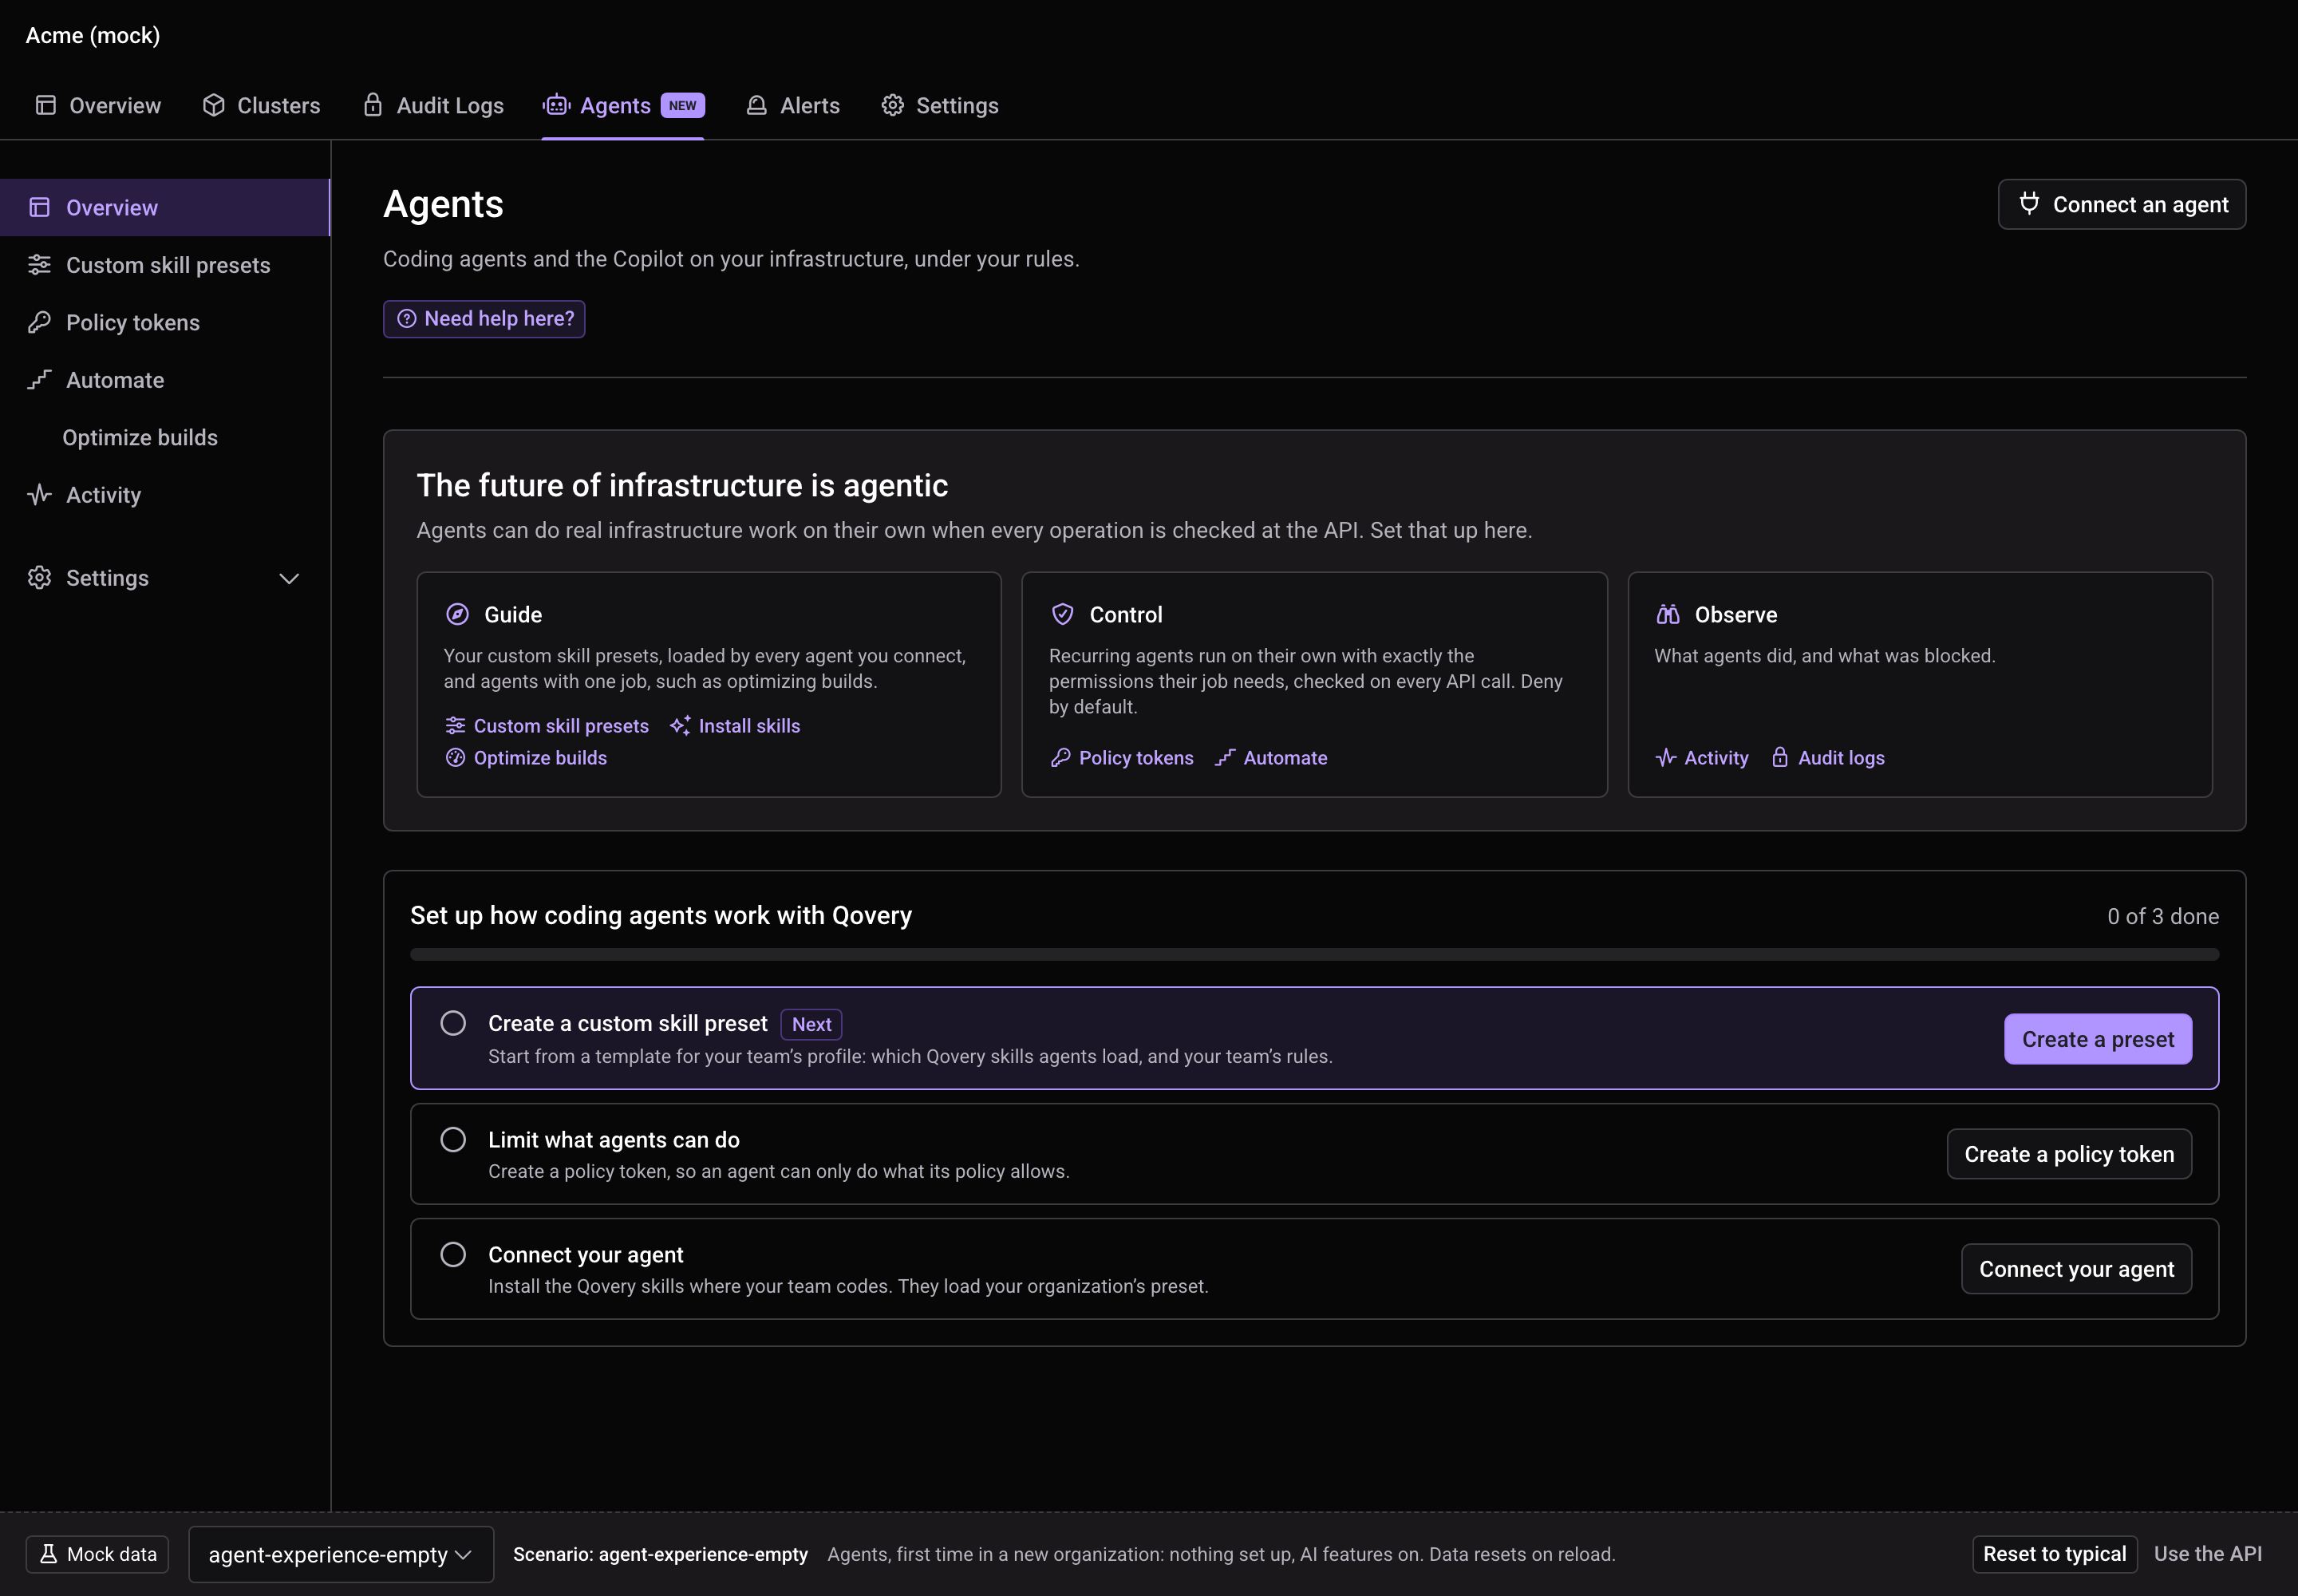 Acme (mock)
Overview
Clusters
Audit Logs
Agents NEW
Alerts
Settings
Overview
Custom skill presets
Policy tokens
Automate
Optimize builds
Activity
Settings
Agents
Connect an agent
Coding agents and the Copilot on your infrastructure, under your rules.
Need help here?
The future of infrastructure is agentic
Agents can do real infrastructure work on their own when every operation is checked at the API. Set that up here.
Guide
Your custom skill presets, loaded by every agent you connect,
and agents with one job, such as optimizing builds.
Custom skill presets Install skills
Optimize builds
Control
Recurring agents run on their own with exactly the
permissions their job needs, checked on every API call. Deny
by default.
Policy tokens Automate
Observe
What agents did, and what was blocked.
Activity Audit logs
Set up how coding agents work with Qovery
0 of 3 done
Create a custom skill preset Next
Start from a template for your team’s profile: which Qovery skills agents load, and your team’s rules.
Create a preset
Limit what agents can do
Create a policy token, so an agent can only do what its policy allows.
Create a policy token
Connect your agent
Install the Qovery skills where your team codes. They load your organization’s preset.
Connect your agent
Mock data
agent-experience-empty
Scenario: agent-experience-empty Agents, first time in a new organization: nothing set up, AI features on. Data resets on reload.
Reset to typical
Use the API